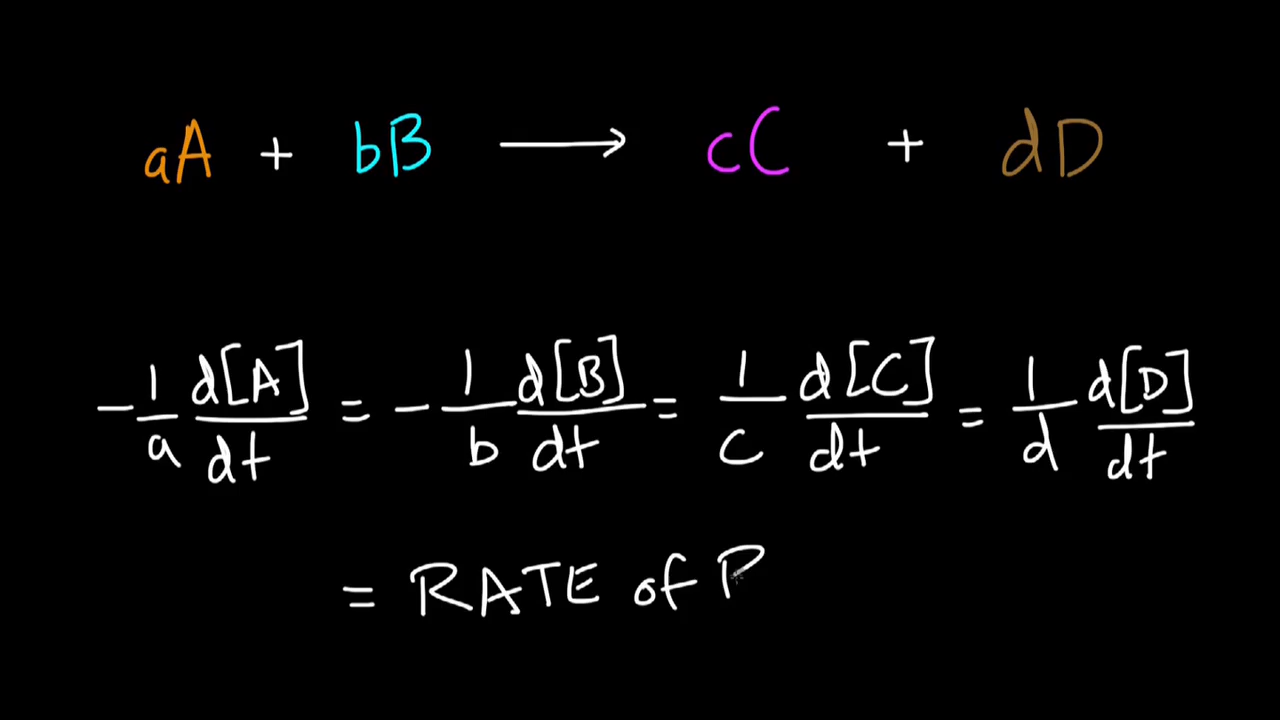 aA + bB ⟶ cC + dD
-1/a d[A]/dt = -1/b d[B]/dt = 1/c d[C]/dt = 1/d d[D]/dt
= RATE of P